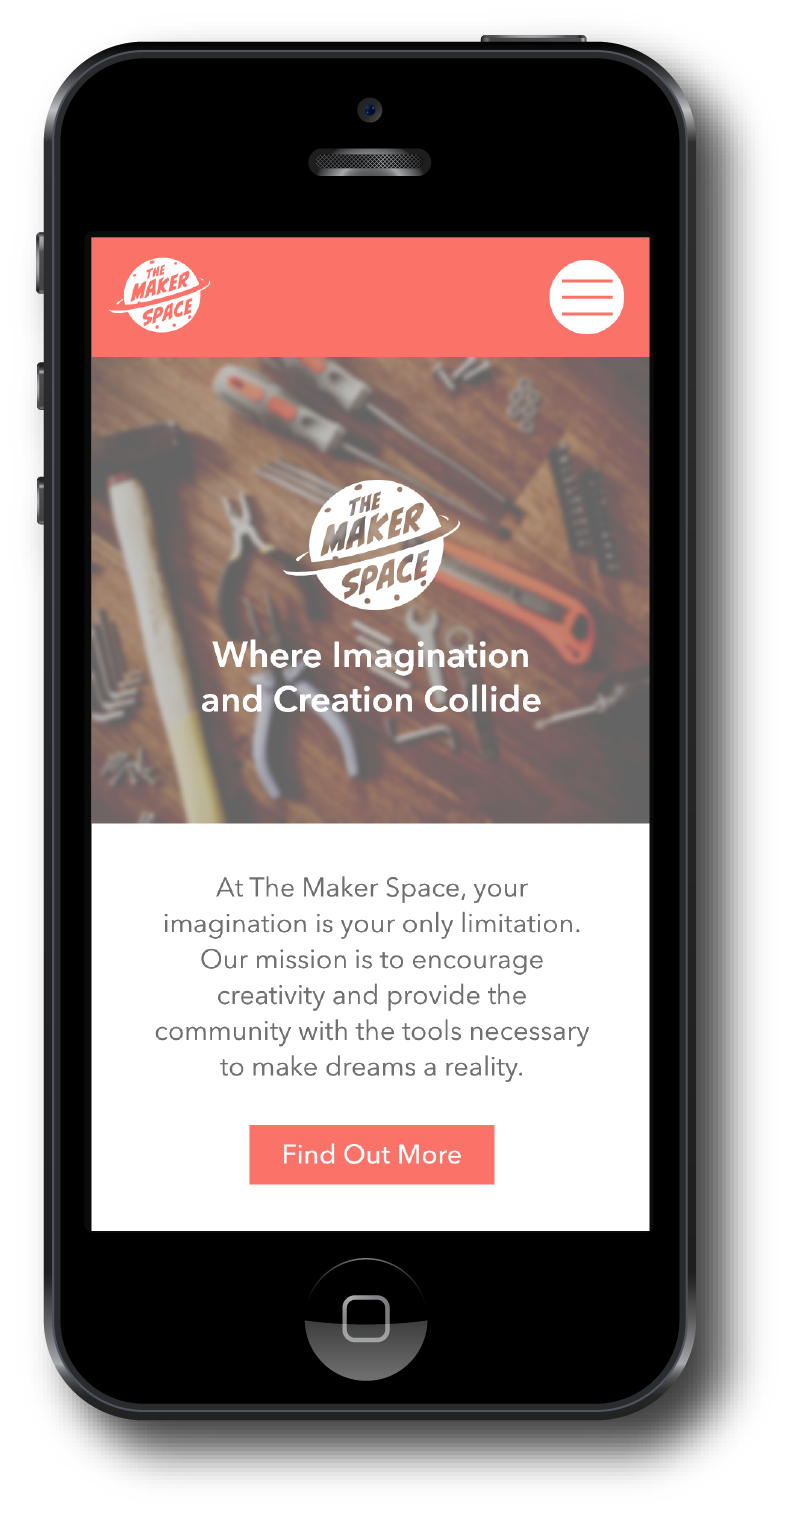 THE
MAKER
SPACE
THE
MAKER
SPACE
Where Imagination
and Creation Collide
At The Maker Space, your
imagination is your only limitation.
Our mission is to encourage
creativity and provide the
community with the tools necessary
to make dreams a reality.
Find Out More